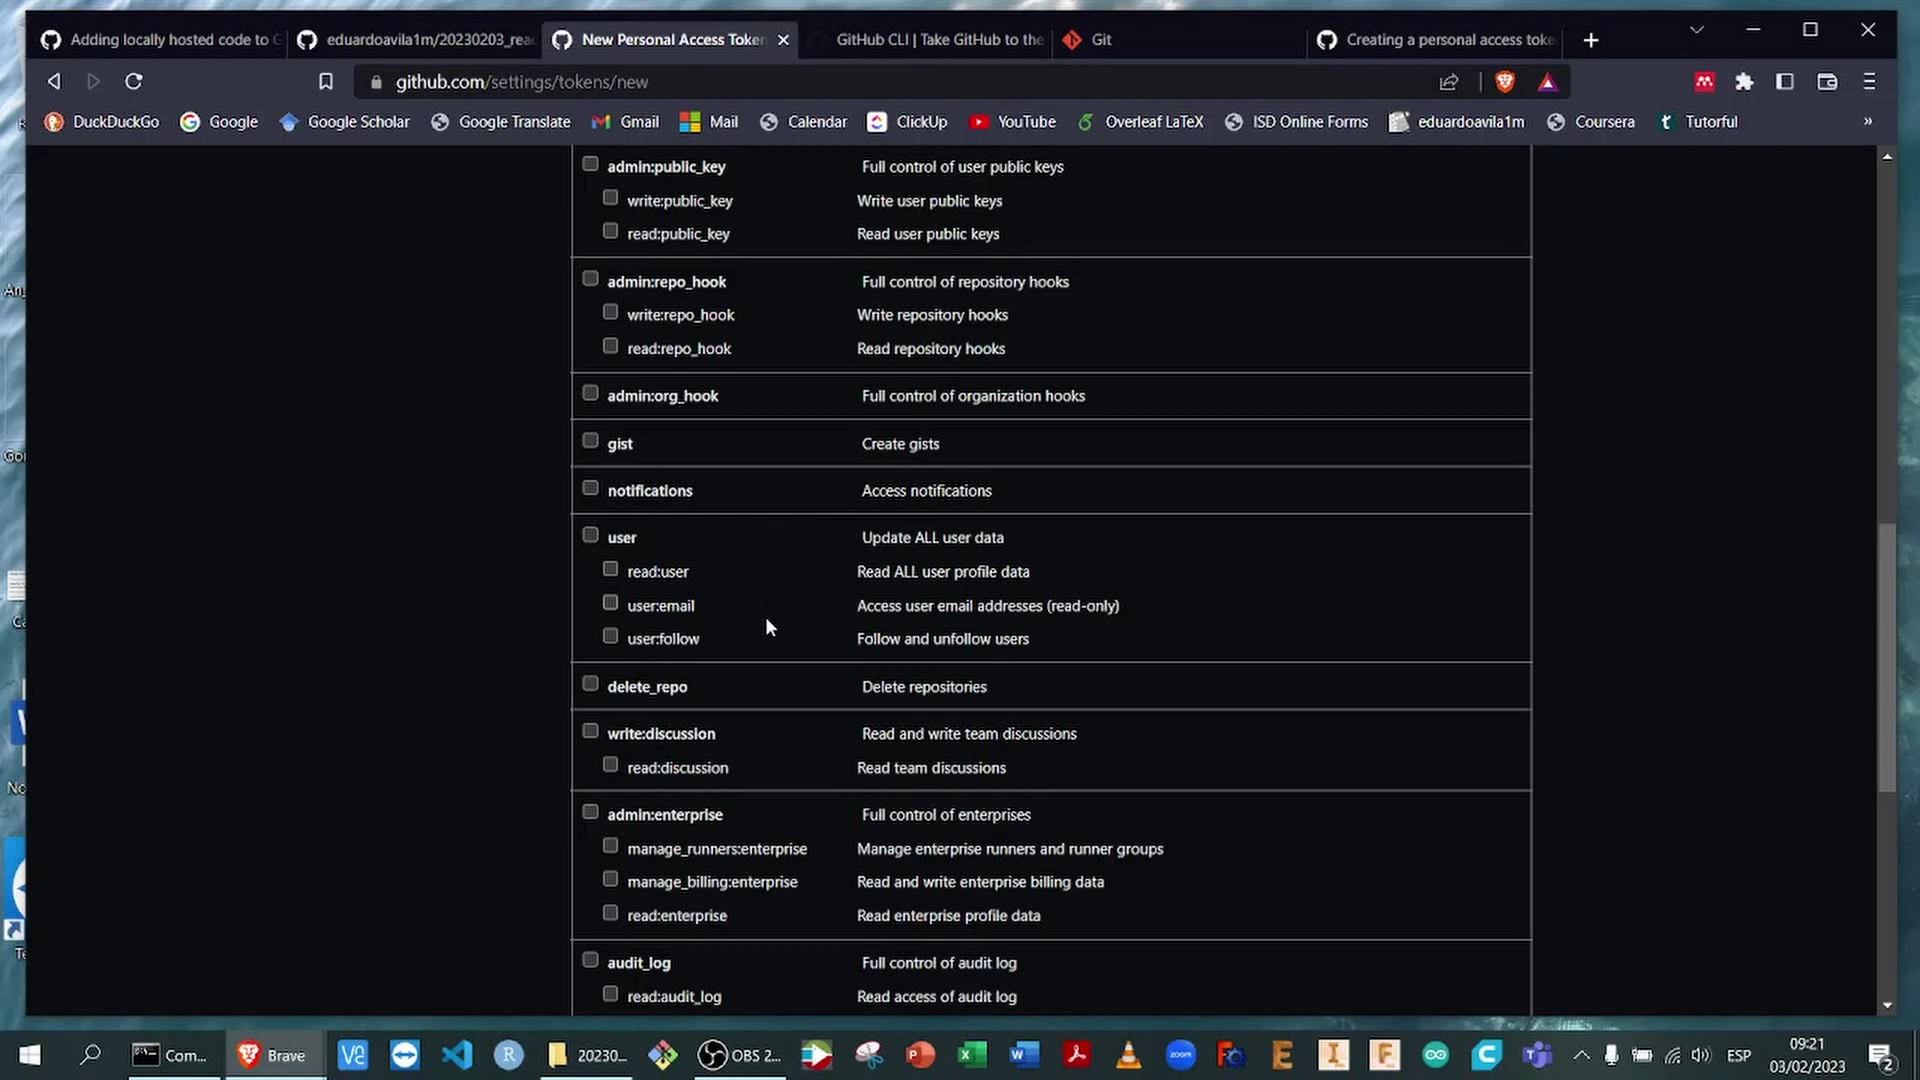 Adding locally hosted code to G
eduardoavila1m/20230203_rea
New Personal Access Token
GitHub CLI | Take GitHub to the
Git
Creating a personal access toke
github.com/settings/tokens/new
DuckDuckGo
Google
Google Scholar
Google Translate
Gmail
Mail
Calendar
ClickUp
YouTube
Overleaf LaTeX
ISD Online Forms
eduardoavila1m
Coursera
Tutorful
»
admin:public_key Full control of user public keys
write:public_key Write user public keys
read:public_key Read user public keys
admin:repo_hook Full control of repository hooks
write:repo_hook Write repository hooks
read:repo_hook Read repository hooks
admin:org_hook Full control of organization hooks
gist Create gists
notifications Access notifications
user Update ALL user data
read:user Read ALL user profile data
user:email Access user email addresses (read-only)
user:follow Follow and unfollow users
delete_repo Delete repositories
write:discussion Read and write team discussions
read:discussion Read team discussions
admin:enterprise Full control of enterprises
manage_runners:enterprise Manage enterprise runners and runner groups
manage_billing:enterprise Read and write enterprise billing data
read:enterprise Read enterprise profile data
audit_log Full control of audit log
read:audit_log Read access of audit log
Com...
Brave
20230...
OBS 2...
zoom
ESP
09:21
03/02/2023
2